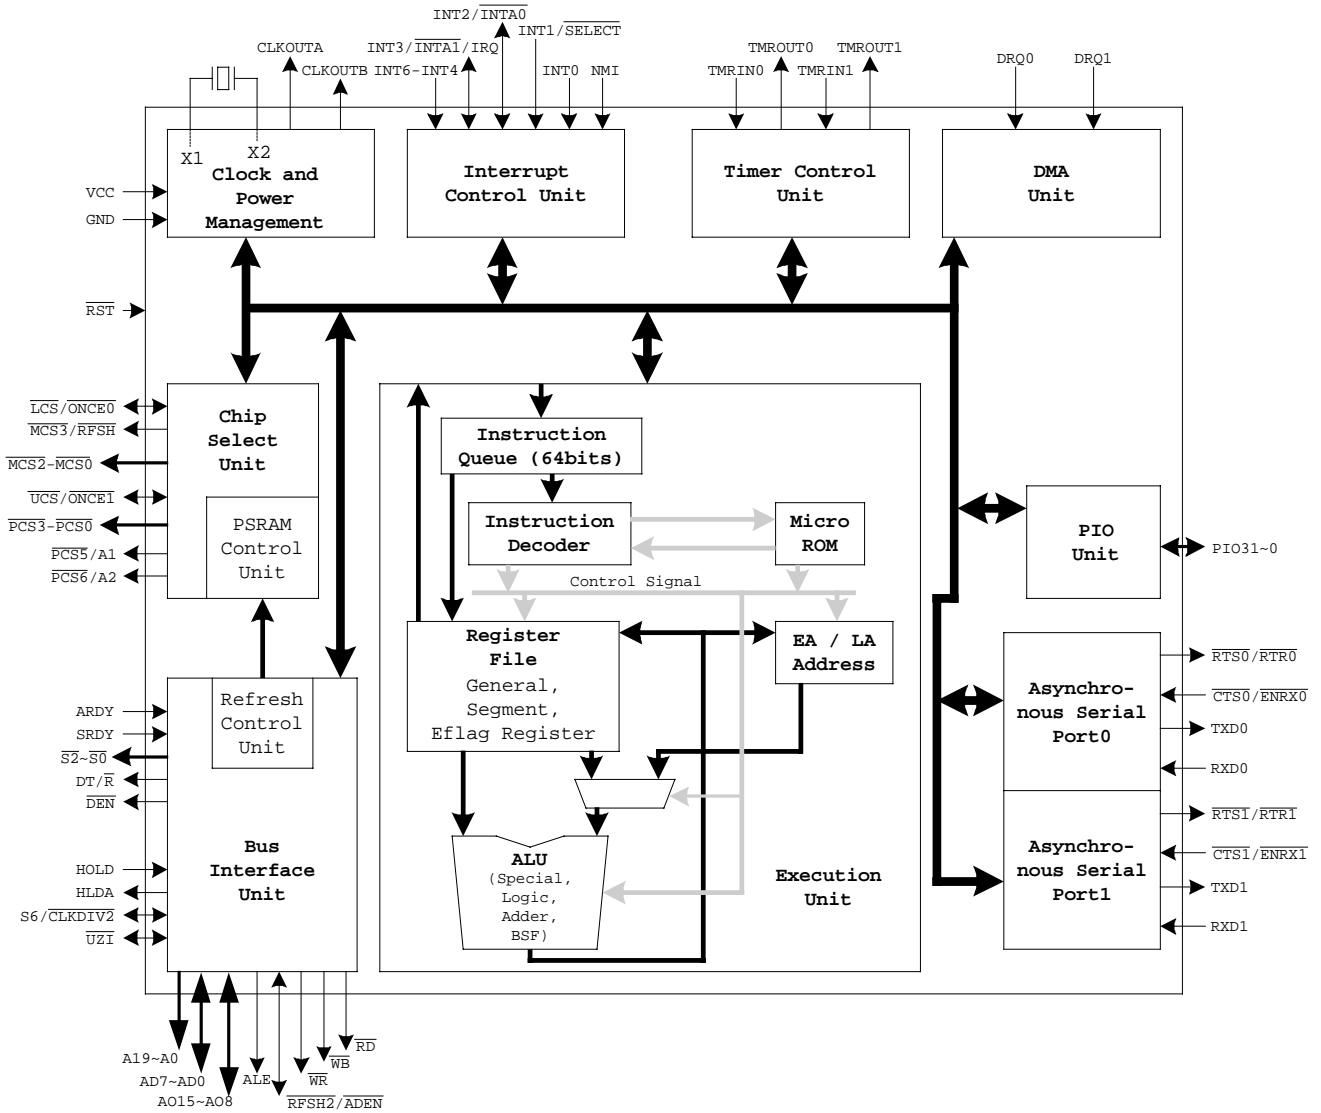 INT2/INTA0
INT1/SELECT
CLKOUTA
INT3/INTA1/IRQ
TMROUT0
TMROUT1
CLKOUTB
INT6-INT4
INT0
NMI
TMRIN0
TMRIN1
DRQ0
DRQ1
X1
X2
Clock and
Power
Management
Interrupt
Control Unit
Timer Control
Unit
DMA
Unit
VCC
GND
RST
LCS/ONCE0
MCS3/RFSH
MCS2-MCS0
UCS/ONCE1
PCS3-PCS0
PCS5/A1
PCS6/A2
Chip
Select
Unit
PSRAM
Control
Unit
Instruction
Queue (64bits)
Instruction
Decoder
Micro
ROM
Control Signal
Register
File
General,
Segment,
Eflag Register
EA / LA
Address
ALU
(Special,
Logic,
Adder,
BSF)
Execution
Unit
PIO
Unit
PIO31~0
Asynchro-
nous Serial
Port0
RTS0/RTR0
CTS0/ENRX0
TXD0
RXD0
Asynchro-
nous Serial
Port1
RTS1/RTR1
CTS1/ENRX1
TXD1
RXD1
Refresh
Control
Unit
Bus
Interface
Unit
ARDY
SRDY
S2~S0
DT/R
DEN
HOLD
HLDA
S6/CLKDIV2
UZI
A19~A0
AD7~AD0
AO15~AO8
ALE
RFSH2/ADEN
WR
WB
RD